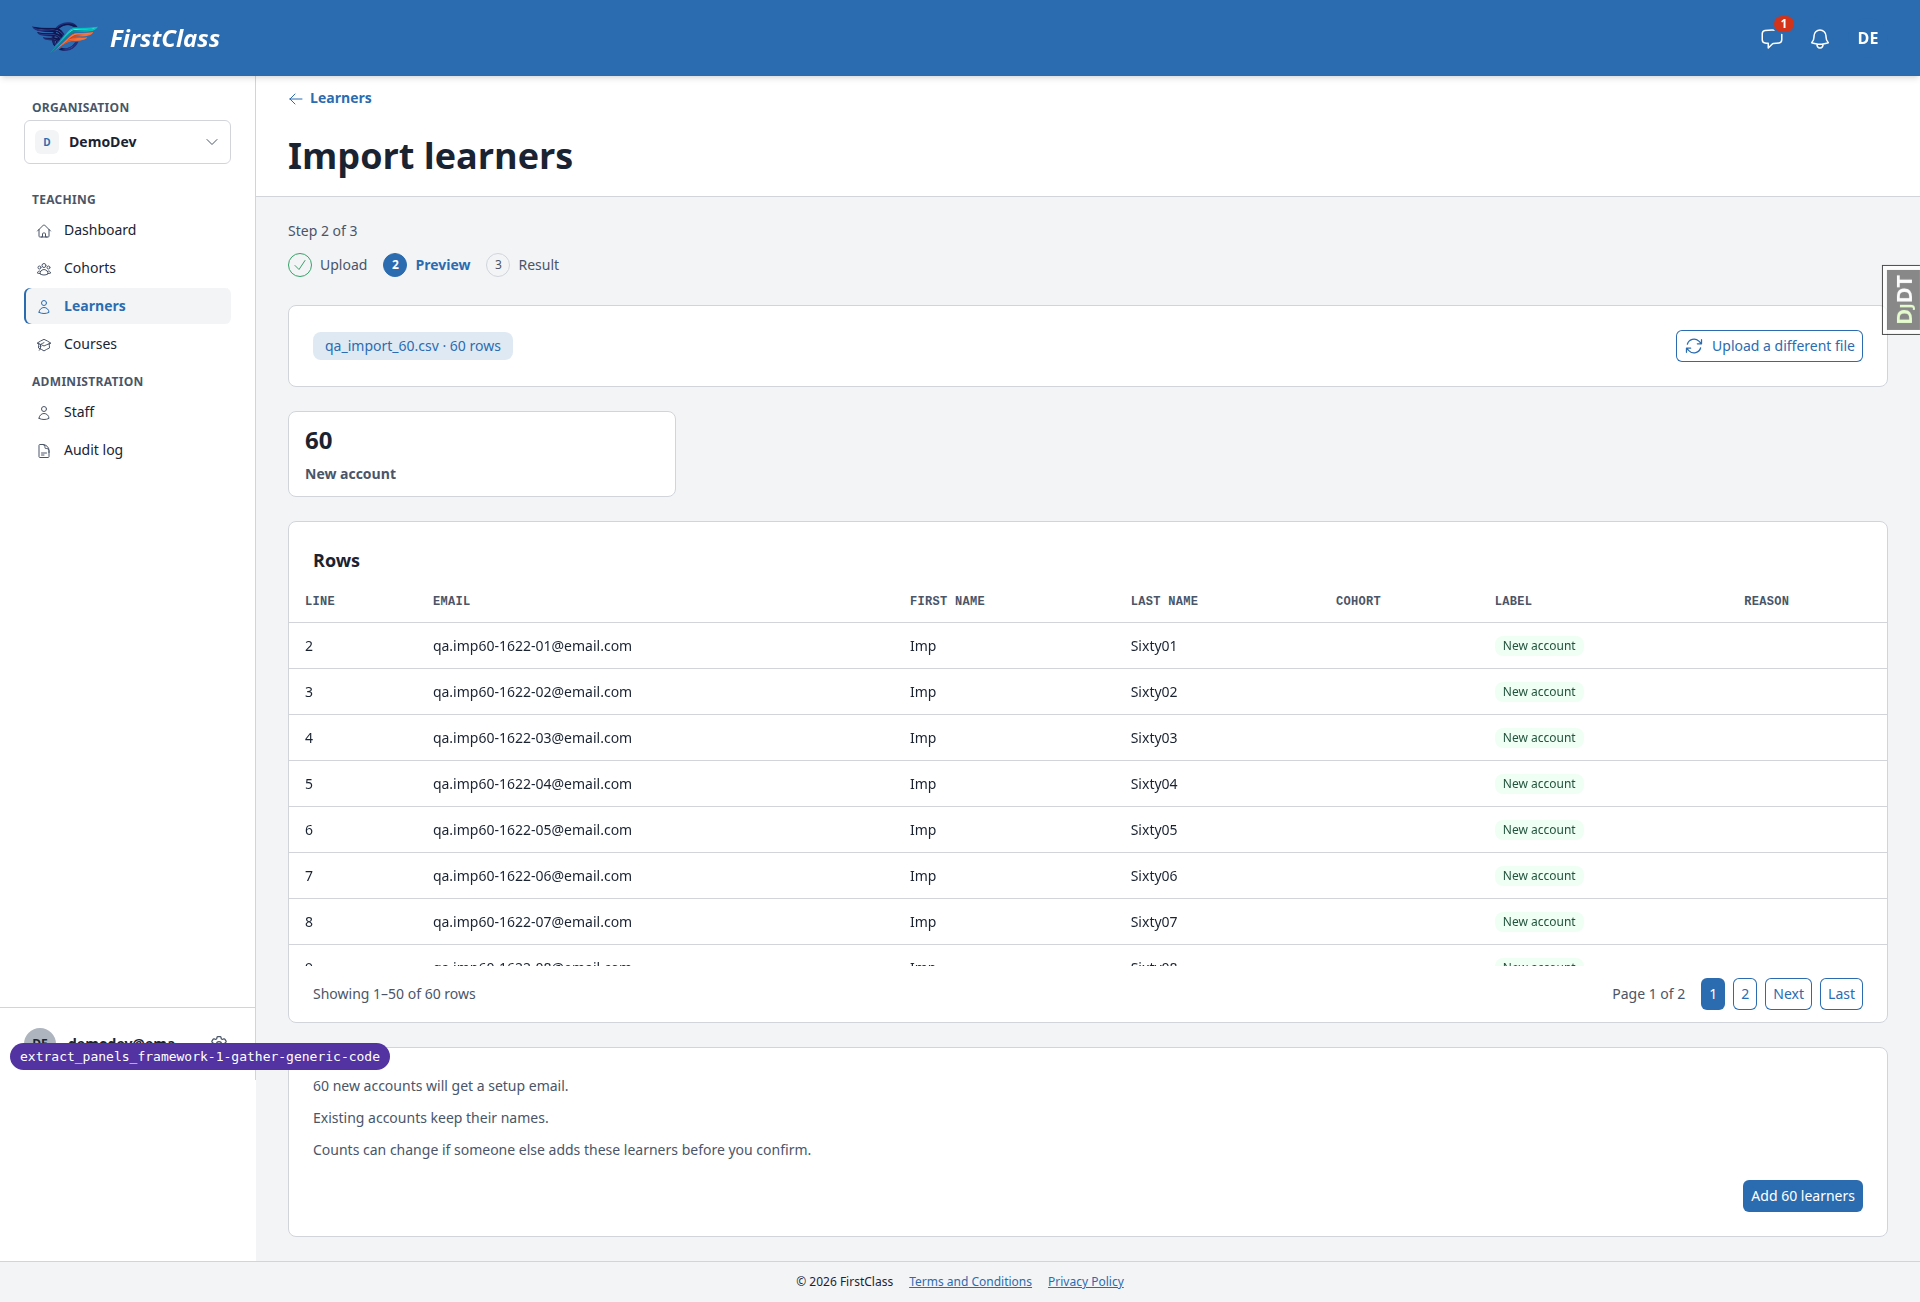 FirstClass
1
DE
ORGANISATION
D DemoDev
TEACHING
Dashboard
Cohorts
Learners
Courses
ADMINISTRATION
Staff
Audit log
extract_panels_framework-1-gather-generic-code
Learners
Import learners
Step 2 of 3
Upload 2 Preview 3 Result
DjDT
qa_import_60.csv · 60 rows Upload a different file
60
New account
Rows
LINE EMAIL FIRST NAME LAST NAME COHORT LABEL REASON
2 qa.imp60-1622-01@email.com Imp Sixty01 New account
3 qa.imp60-1622-02@email.com Imp Sixty02 New account
4 qa.imp60-1622-03@email.com Imp Sixty03 New account
5 qa.imp60-1622-04@email.com Imp Sixty04 New account
6 qa.imp60-1622-05@email.com Imp Sixty05 New account
7 qa.imp60-1622-06@email.com Imp Sixty06 New account
8 qa.imp60-1622-07@email.com Imp Sixty07 New account
Showing 1–50 of 60 rows Page 1 of 2 1 2 Next Last
60 new accounts will get a setup email.
Existing accounts keep their names.
Counts can change if someone else adds these learners before you confirm.
Add 60 learners
© 2026 FirstClass Terms and Conditions Privacy Policy